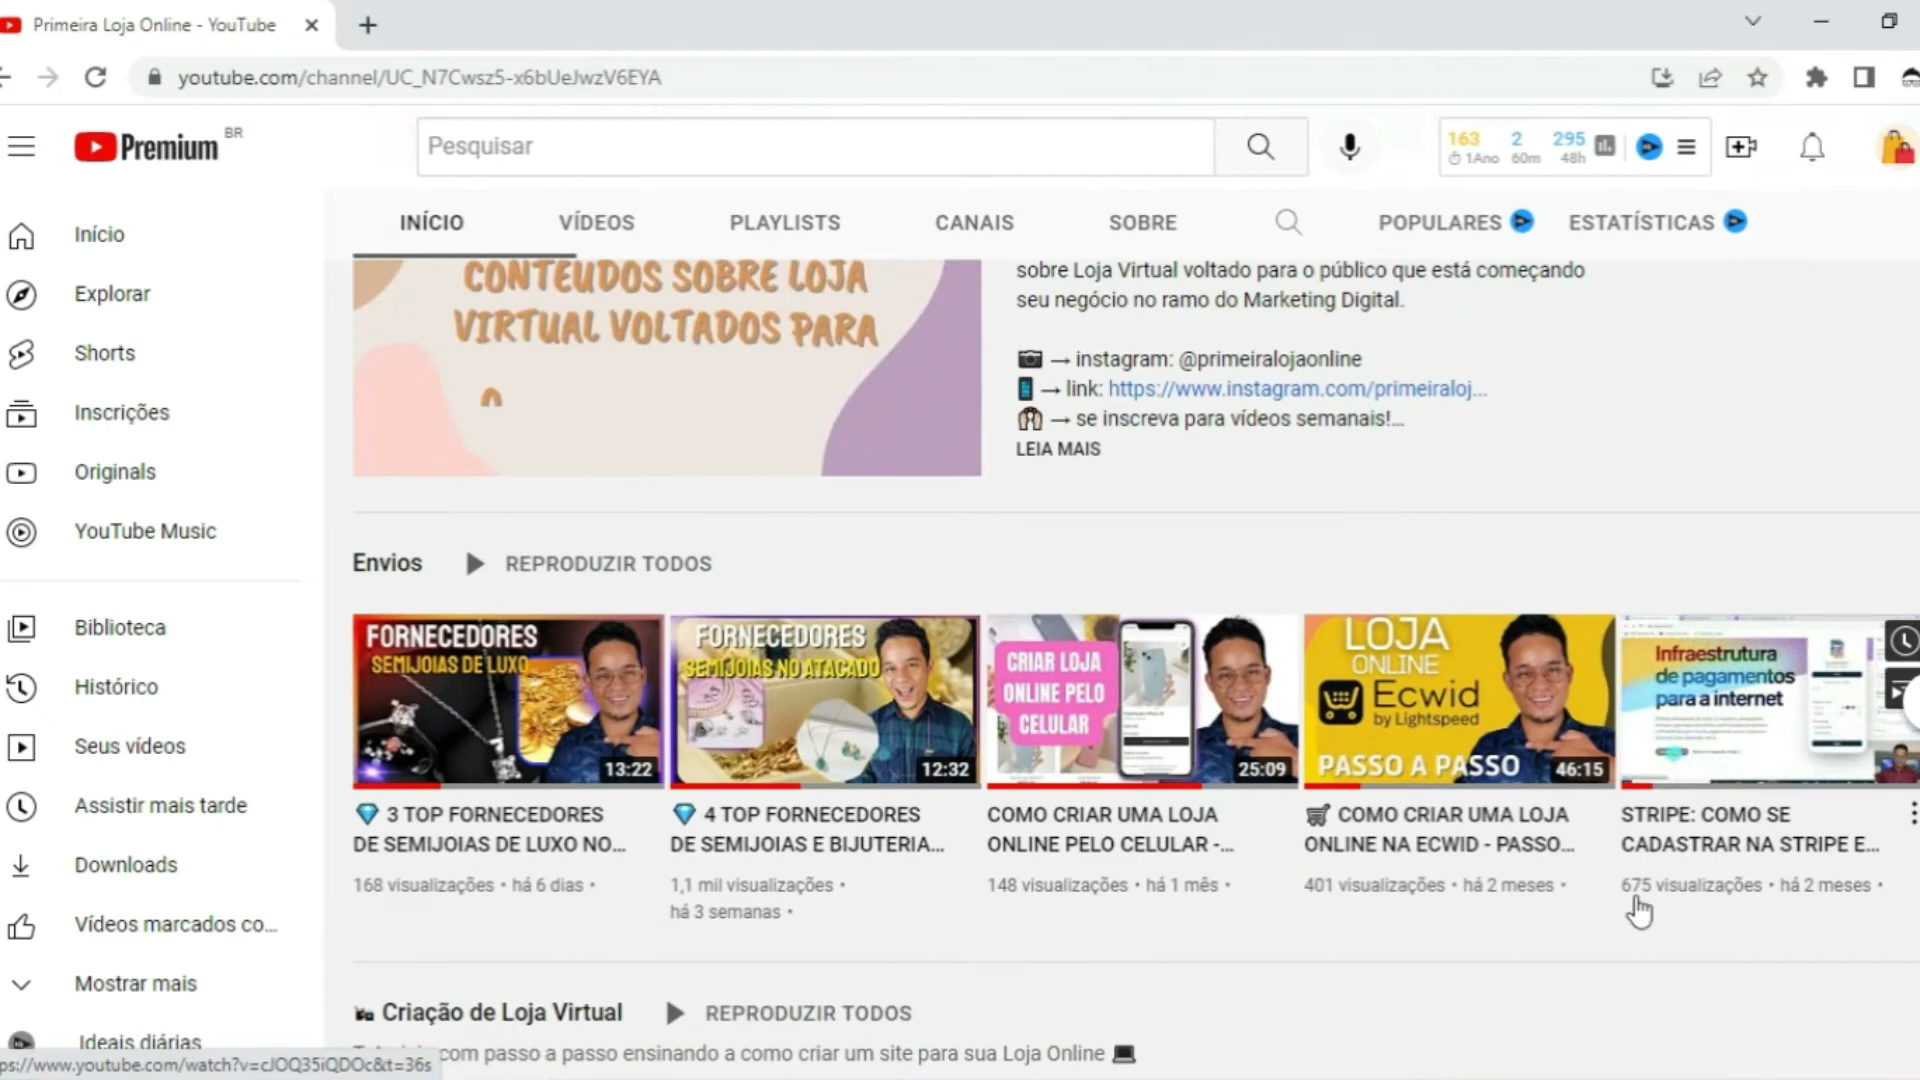 Primeira Loja Online - YouTube
youtube.com/channel/UC_N7Cwsz5-x6bUeJwzV6EYA
Premium BR
Pesquisar
163 2 295
1Ano 60m 48h
INÍCIO VÍDEOS PLAYLISTS CANAIS SOBRE POPULARES ESTATÍSTICAS
Início
Explorar
Shorts
Inscrições
Originals
YouTube Music
Biblioteca
Histórico
Seus vídeos
Assistir mais tarde
Downloads
Vídeos marcados co...
Mostrar mais
Ideais diárias
ps://www.youtube.com/watch?v=cJOQ35iQDOc&t=36s
CONTEÚDOS SOBRE LOJA
VIRTUAL VOLTADOS PARA
sobre Loja Virtual voltado para o público que está começando
seu negócio no ramo do Marketing Digital.
📷 → instagram: @primeiralojaonline
📱 → link: https://www.instagram.com/primeiraloj...
🙌 → se inscreva para vídeos semanais!...
LEIA MAIS
Envios REPRODUZIR TODOS
FORNECEDORES
SEMIJOIAS DE LUXO
13:22
💎 3 TOP FORNECEDORES
DE SEMIJOIAS DE LUXO NO...
168 visualizações • há 6 dias •
FORNECEDORES
SEMIJOIAS NO ATACADO
12:32
💎 4 TOP FORNECEDORES
DE SEMIJOIAS E BIJUTERIA...
1,1 mil visualizações •
há 3 semanas •
CRIAR LOJA
ONLINE PELO
CELULAR
25:09
COMO CRIAR UMA LOJA
ONLINE PELO CELULAR -...
148 visualizações • há 1 mês •
LOJA
ONLINE
Ecwid
by Lightspeed
PASSO A PASSO
46:15
🛒 COMO CRIAR UMA LOJA
ONLINE NA ECWID - PASSO...
401 visualizações • há 2 meses •
Infraestrutura
de pagamentos
para a internet
STRIPE: COMO SE
CADASTRAR NA STRIPE E...
675 visualizações • há 2 meses •
Criação de Loja Virtual REPRODUZIR TODOS
com passo a passo ensinando a como criar um site para sua Loja Online 💻